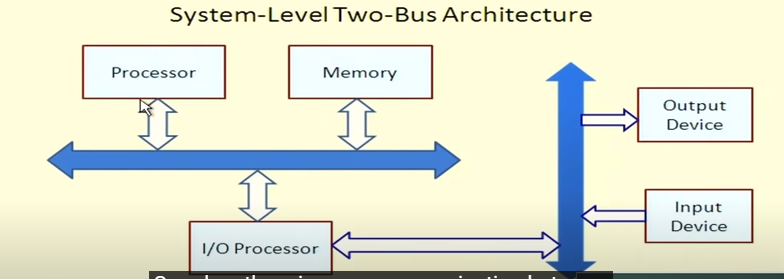 System-Level Two-Bus Architecture
Processor
Memory
Output
Device
Input
Device
I/O Processor